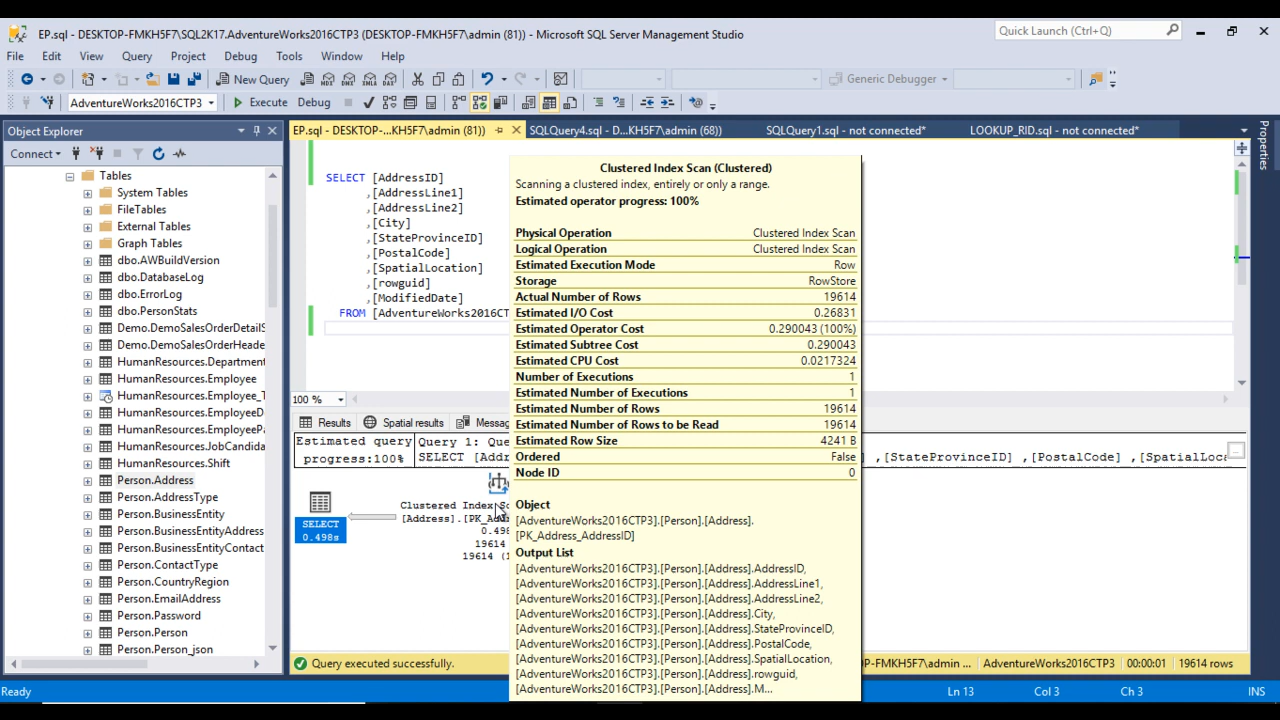 EP.sql - DESKTOP-FMKH5F7\SQL2K17.AdventureWorks2016CTP3 (DESKTOP-FMKH5F7\admin (81)) - Microsoft SQL Server Management Studio
Quick Launch (Ctrl+Q)
File Edit View Query Project Debug Tools Window Help
New Query
Generic Debugger
AdventureWorks2016CTP3 Execute Debug
Object Explorer
Connect
Tables
System Tables
FileTables
External Tables
Graph Tables
dbo.AWBuildVersion
dbo.DatabaseLog
dbo.ErrorLog
dbo.PersonStats
Demo.DemoSalesOrderDetailS
Demo.DemoSalesOrderHeade
HumanResources.Department
HumanResources.Employee
HumanResources.Employee_T
HumanResources.EmployeeD
HumanResources.EmployeePa
HumanResources.JobCandida
HumanResources.Shift
Person.Address
Person.AddressType
Person.BusinessEntity
Person.BusinessEntityAddress
Person.BusinessEntityContact
Person.ContactType
Person.CountryRegion
Person.EmailAddress
Person.Password
Person.Person
Person.Person_json
EP.sql - DESKTOP-...KH5F7\admin (81)) SQLQuery4.sql - D...KH5F7\admin (68)) SQLQuery1.sql - not connected* LOOKUP_RID.sql - not connected*
SELECT [AddressID]
,[AddressLine1]
,[AddressLine2]
,[City]
,[StateProvinceID]
,[PostalCode]
,[SpatialLocation]
,[rowguid]
,[ModifiedDate]
FROM [AdventureWorks2016CT
100 %
Results Spatial results Messag
Estimated query
progress:100%
Query 1: Que
SELECT [Addr
] ,[StateProvinceID] ,[PostalCode] ,[SpatialLoca
...
SELECT
0.498s
Clustered Index Sc
[Address].[PK_Add
0.498
19614
19614 (1
Clustered Index Scan (Clustered)
Scanning a clustered index, entirely or only a range.
Estimated operator progress: 100%
Physical Operation Clustered Index Scan
Logical Operation Clustered Index Scan
Estimated Execution Mode Row
Storage RowStore
Actual Number of Rows 19614
Estimated I/O Cost 0.26831
Estimated Operator Cost 0.290043 (100%)
Estimated Subtree Cost 0.290043
Estimated CPU Cost 0.0217324
Number of Executions 1
Estimated Number of Executions 1
Estimated Number of Rows 19614
Estimated Number of Rows to be Read 19614
Estimated Row Size 4241 B
Ordered False
Node ID 0
Object
[AdventureWorks2016CTP3].[Person].[Address].
[PK_Address_AddressID]
Output List
[AdventureWorks2016CTP3].[Person].[Address].AddressID,
[AdventureWorks2016CTP3].[Person].[Address].AddressLine1,
[AdventureWorks2016CTP3].[Person].[Address].AddressLine2,
[AdventureWorks2016CTP3].[Person].[Address].City,
[AdventureWorks2016CTP3].[Person].[Address].StateProvinceID,
[AdventureWorks2016CTP3].[Person].[Address].PostalCode,
[AdventureWorks2016CTP3].[Person].[Address].SpatialLocation,
[AdventureWorks2016CTP3].[Person].[Address].rowguid,
[AdventureWorks2016CTP3].[Person].[Address].M...
Properties
Query executed successfully.
P-FMKH5F7\admin ... AdventureWorks2016CTP3 00:00:01 19614 rows
Ready Ln 13 Col 3 Ch 3 INS